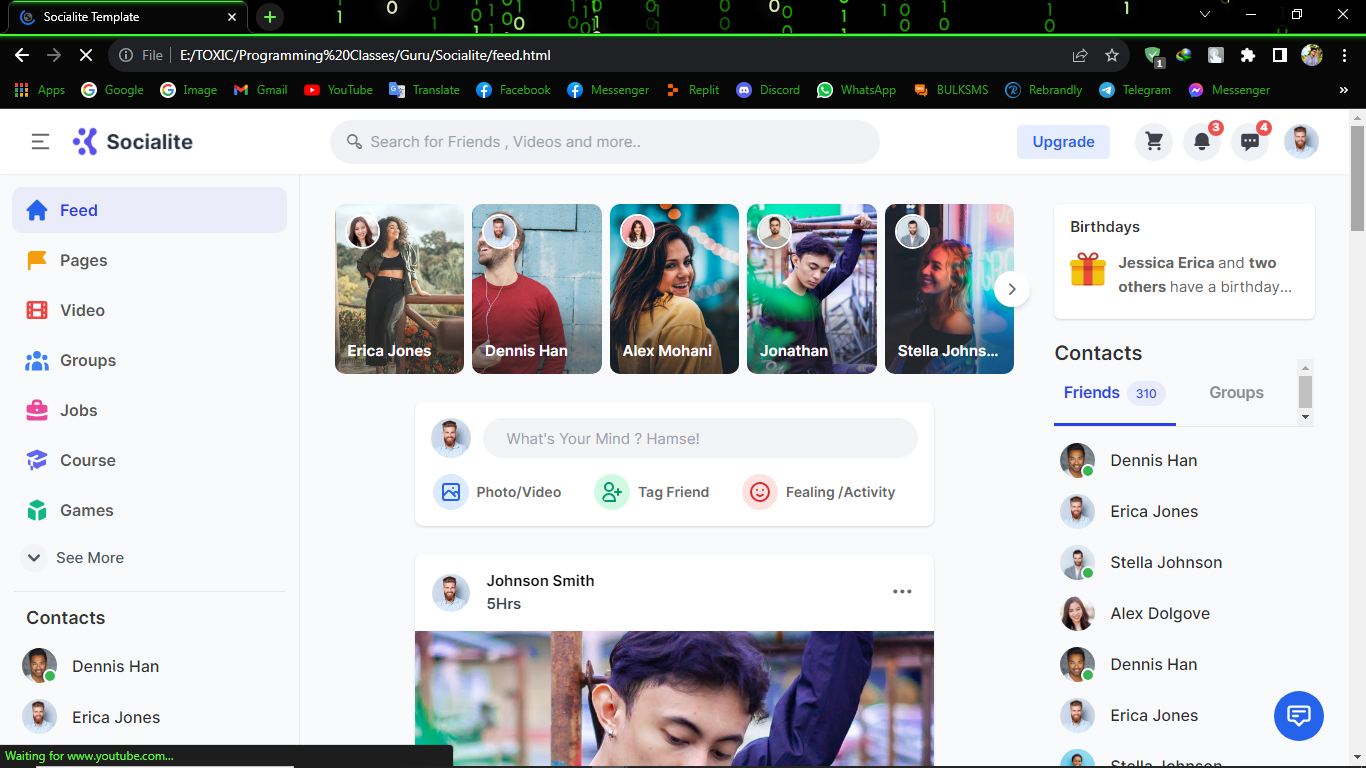 Socialite Template
File
E:/TOXIC/Programming%20Classes/Guru/Socialite/feed.html
1
Apps
Google
Image
Gmail
YouTube
Translate
Facebook
Messenger
Replit
Discord
WhatsApp
BULKSMS
Rebrandly
Telegram
Messenger
»
Socialite
Search for Friends , Videos and more..
Upgrade
3
4
Feed
Pages
Video
Groups
Jobs
Course
Games
See More
Contacts
Dennis Han
Erica Jones
Erica Jones
Dennis Han
Alex Mohani
Jonathan
Stella Johns...
What's Your Mind ? Hamse!
Photo/Video
Tag Friend
Fealing /Activity
Johnson Smith
5Hrs
Birthdays
Jessica Erica and two
others have a birthday...
Contacts
Friends 310
Groups
Dennis Han
Erica Jones
Stella Johnson
Alex Dolgove
Dennis Han
Erica Jones
Stella Johnson
Waiting for www.youtube.com...